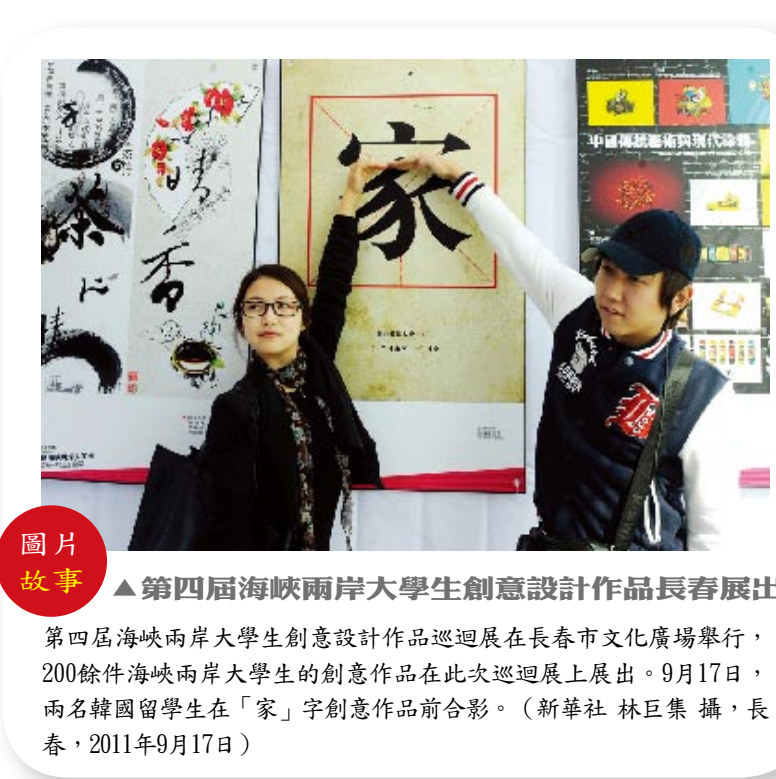 茶
心
情
晴
香
家
中國傳統藝術與現代塗鴉
圖片
故事
▲第四屆海峽兩岸大學生創意設計作品長春展出
第四屆海峽兩岸大學生創意設計作品巡迴展在長春市文化廣場舉行，
200餘件海峽兩岸大學生的創意作品在此次巡迴展上展出。9月17日，
兩名韓國留學生在「家」字創意作品前合影。（新華社 林巨集 攝，長
春，2011年9月17日）